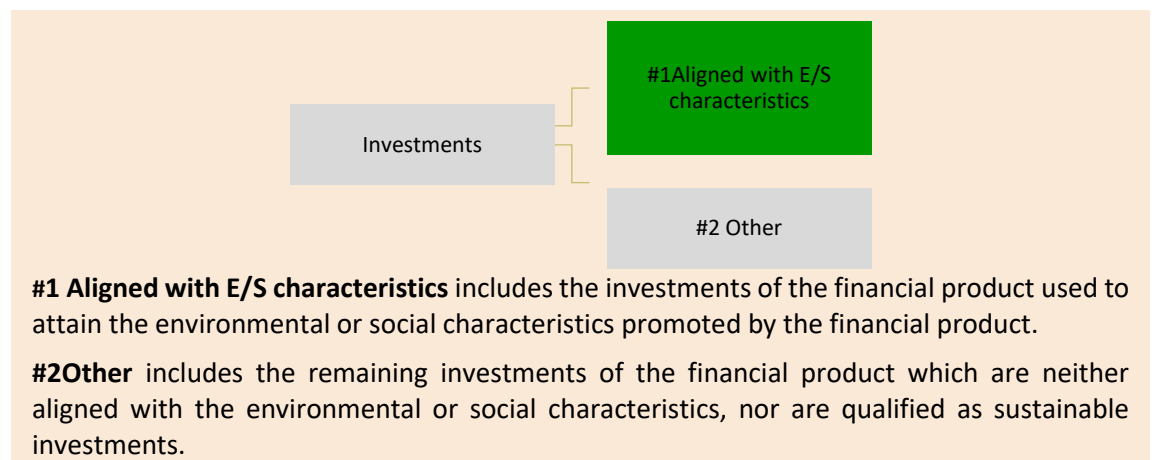 #1Aligned with E/S
characteristics
Investments
#2 Other
#1 Aligned with E/S characteristics includes the investments of the financial product used to
attain the environmental or social characteristics promoted by the financial product.
#2Other includes the remaining investments of the financial product which are neither
aligned with the environmental or social characteristics, nor are qualified as sustainable
investments.